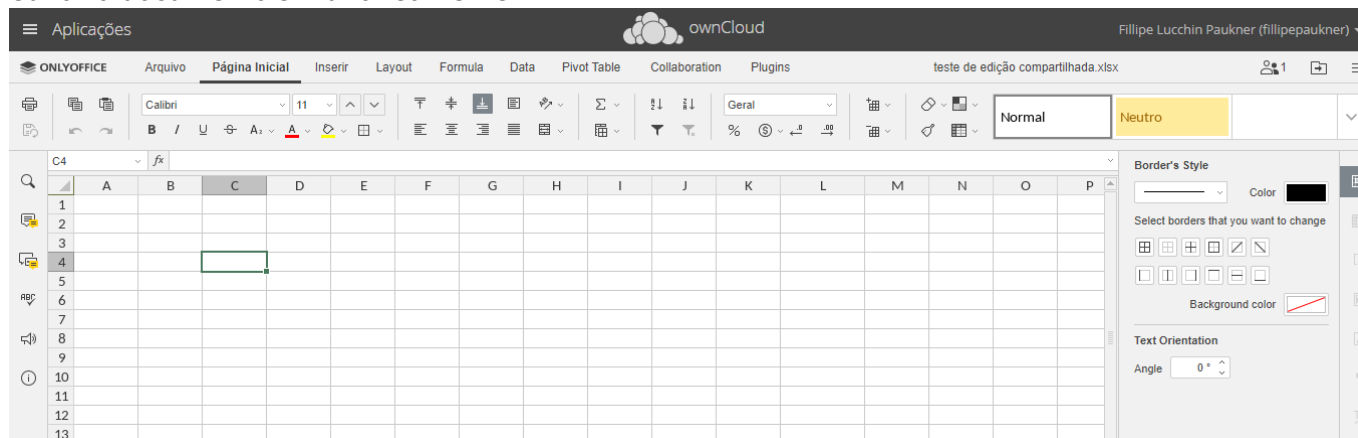 Aplicações
ownCloud
Fillipe Lucchin Paukner (fillipepaukner)
ONLYOFFICE Arquivo Página Inicial Inserir Layout Formula Data Pivot Table Collaboration Plugins teste de edição compartilhada.xlsx 1
Calibri 11 Σ Geral
B I U A₂ A % Normal Neutro
C4 fx
A B C D E F G H I J K L M N O P
1
2
3
4
5
6
7
8
9
10
11
12
13
ABC
Border's Style
Color
Select borders that you want to change
Background color
Text Orientation
Angle 0 °